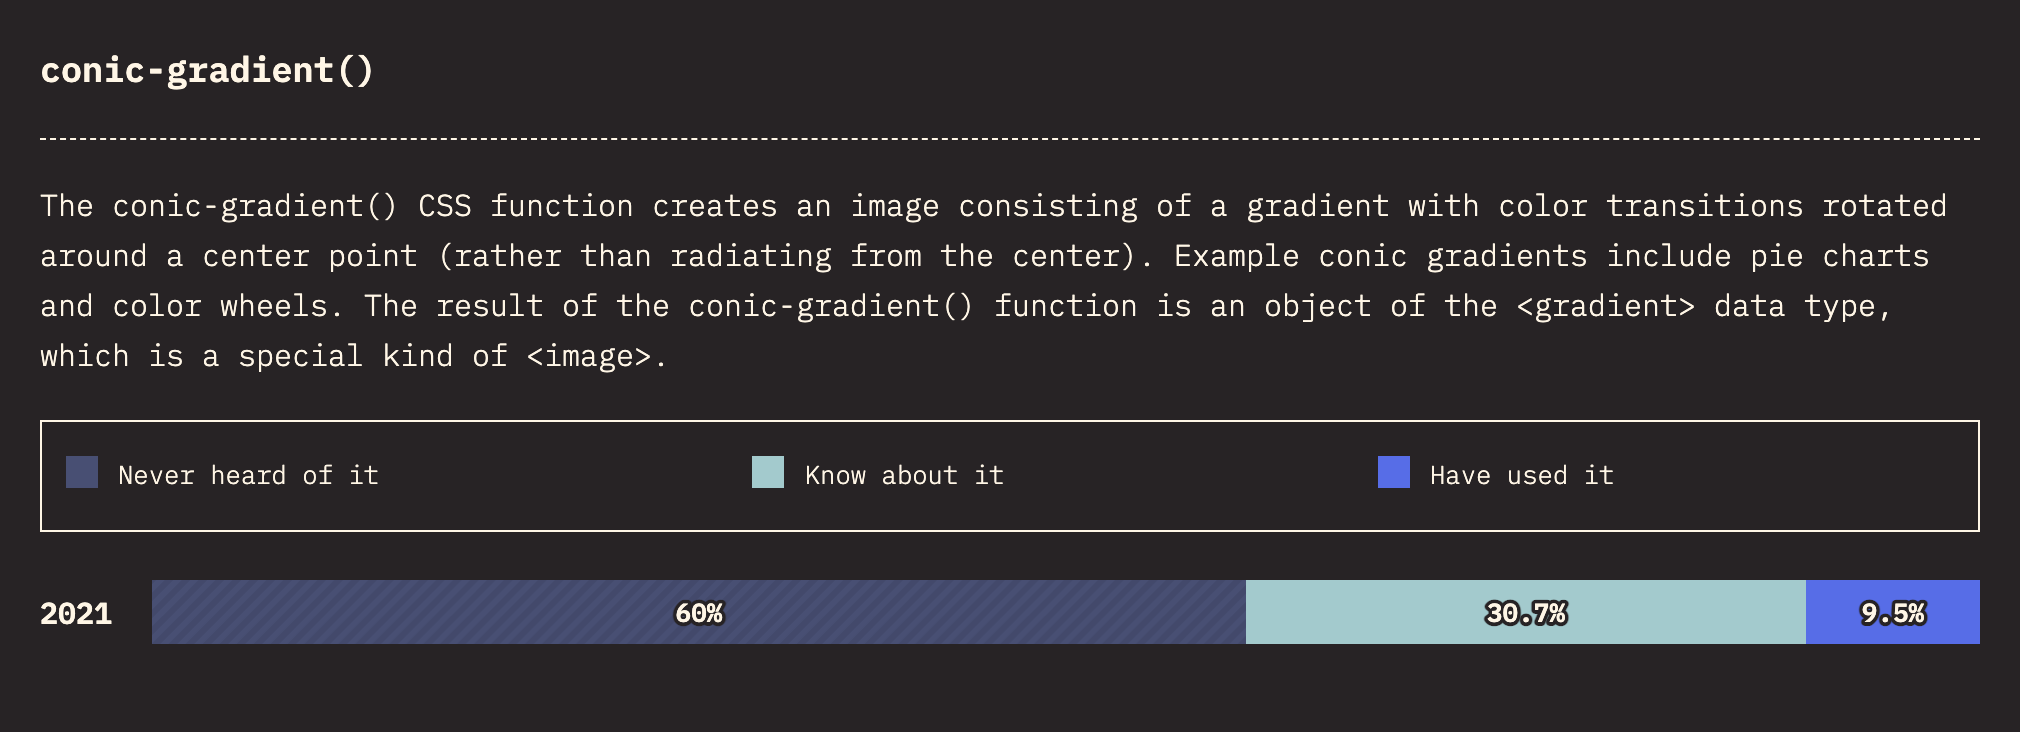 conic-gradient()
The conic-gradient() CSS function creates an image consisting of a gradient with color transitions rotated
around a center point (rather than radiating from the center). Example conic gradients include pie charts
and color wheels. The result of the conic-gradient() function is an object of the <gradient> data type,
which is a special kind of <image>.
Never heard of it
Know about it
Have used it
2021 60% 30.7% 9.5%